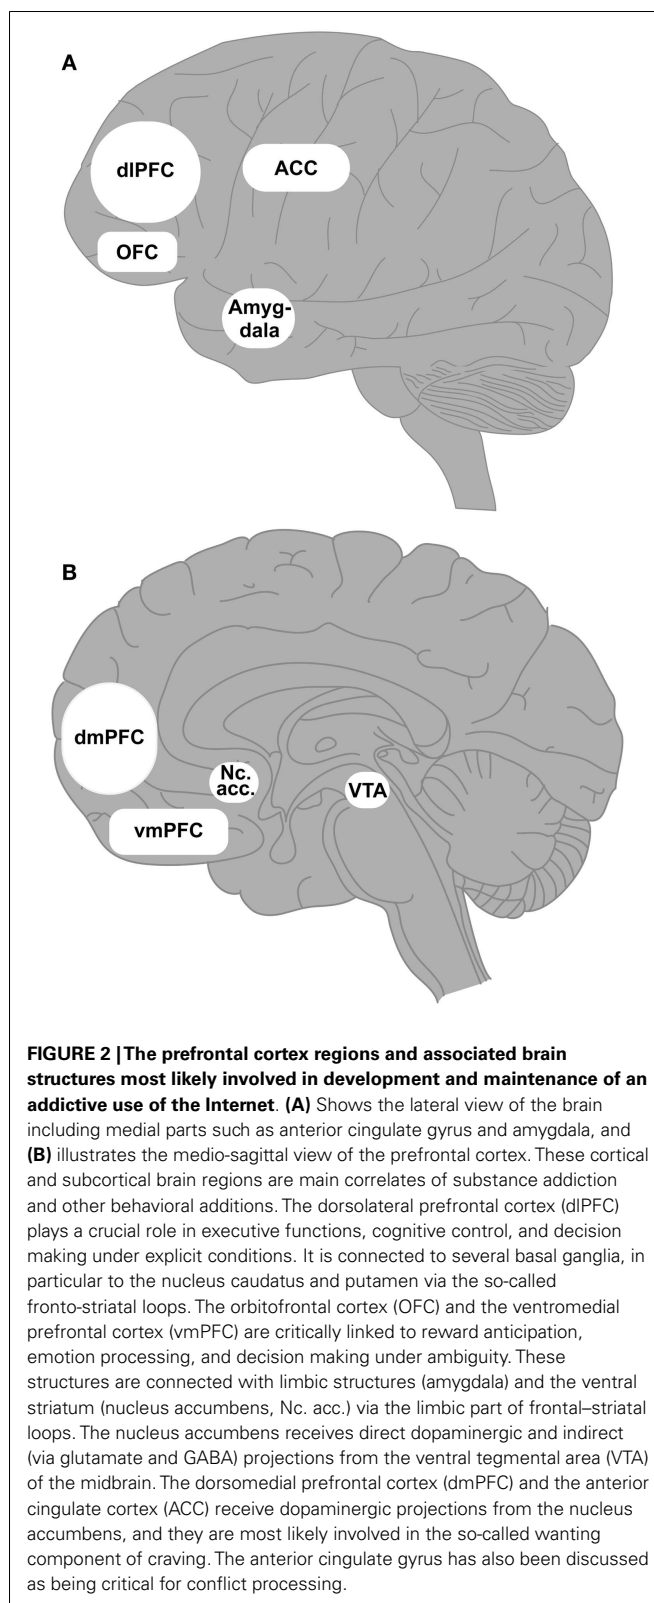 A
dlPFC
ACC
OFC
Amyg-
dala
B
dmPFC
Nc.
acc.
VTA
vmPFC
FIGURE 2 | The prefrontal cortex regions and associated brain
structures most likely involved in development and maintenance of an
addictive use of the Internet. (A) Shows the lateral view of the brain
including medial parts such as anterior cingulate gyrus and amygdala, and
(B) illustrates the medio-sagittal view of the prefrontal cortex. These cortical
and subcortical brain regions are main correlates of substance addiction
and other behavioral additions. The dorsolateral prefrontal cortex (dlPFC)
plays a crucial role in executive functions, cognitive control, and decision
making under explicit conditions. It is connected to several basal ganglia, in
particular to the nucleus caudatus and putamen via the so-called
fronto-striatal loops. The orbitofrontal cortex (OFC) and the ventromedial
prefrontal cortex (vmPFC) are critically linked to reward anticipation,
emotion processing, and decision making under ambiguity. These
structures are connected with limbic structures (amygdala) and the ventral
striatum (nucleus accumbens, Nc. acc.) via the limbic part of frontal–striatal
loops. The nucleus accumbens receives direct dopaminergic and indirect
(via glutamate and GABA) projections from the ventral tegmental area (VTA)
of the midbrain. The dorsomedial prefrontal cortex (dmPFC) and the anterior
cingulate cortex (ACC) receive dopaminergic projections from the nucleus
accumbens, and they are most likely involved in the so-called wanting
component of craving. The anterior cingulate gyrus has also been discussed
as being critical for conflict processing.